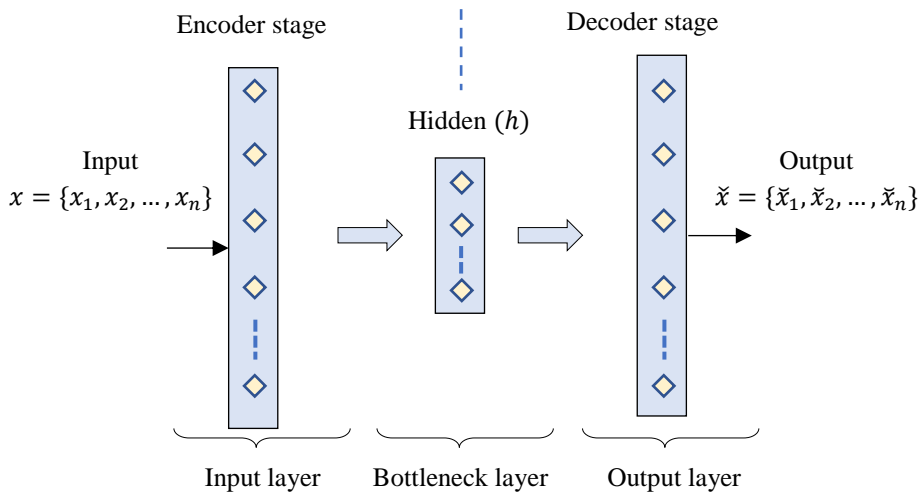 Encoder stage
Decoder stage
Hidden (ℎ)
Input
𝑥 = {𝑥₁, 𝑥₂, … , 𝑥ₙ}
Output
𝑥̆ = {𝑥̆₁, 𝑥̆₂, … , 𝑥̆ₙ}
Input layer
Bottleneck layer
Output layer